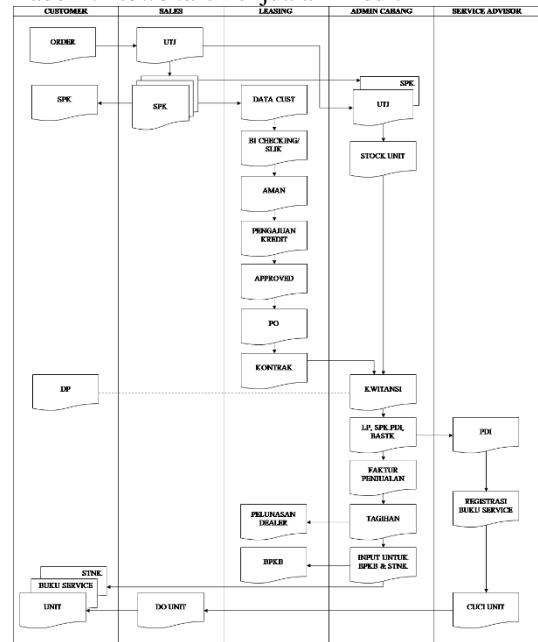 CUSTOMER SALES LEASING ADMIN CABANG SERVICE ADVISOR
ORDER
UTJ
SPK
SPK
DATA CUST
SPK
UTJ
BI CHECKING/
SLIK
STOCK UNIT
AMAN
PENGAJUAN
KREDIT
APPROVED
PO
KONTRAK
DP
KWITANSI
LP, SPK PDI,
BASTK
PDI
FAKTUR
PENJUALAN
PELUNASAN
DEALER
TAGIHAN
REGISTRASI
BUKU SERVICE
BPKB
INPUT UNTUK
BPKB & STNK
STNK
BUKU SERVICE
UNIT
DO UNIT
CUCI UNIT